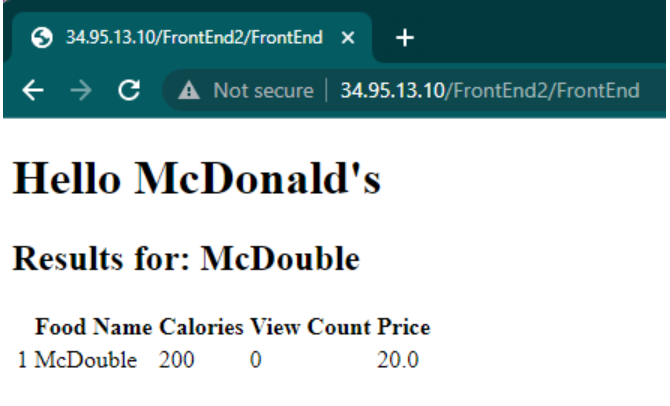 34.95.13.10/FrontEnd2/FrontEnd
Not secure | 34.95.13.10/FrontEnd2/FrontEnd
Hello McDonald's
Results for: McDouble
Food Name Calories View Count Price
1 McDouble 200 0 20.0